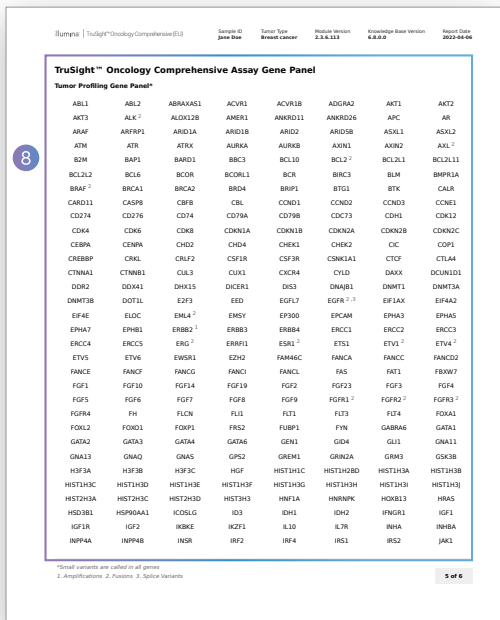 illumina | TruSight™ Oncology Comprehensive (EU)
Sample ID Tumor Type Module Version Knowledge Base Version Report Date
Jane Doe Breast cancer 2.3.6.113 6.8.0.0 2022-04-06
TruSight™ Oncology Comprehensive Assay Gene Panel
Tumor Profiling Gene Panel*
8
ABL1 ABL2 ABRAXAS1 ACVR1 ACVR1B ADGRA2 AKT1 AKT2
AKT3 ALK 2 ALOX12B AMER1 ANKRD11 ANKRD26 APC AR
ARAF ARFRP1 ARID1A ARID1B ARID2 ARID5B ASXL1 ASXL2
ATM ATR ATRX AURKA AURKB AXIN1 AXIN2 AXL 2
B2M BAP1 BARD1 BBC3 BCL10 BCL2 2 BCL2L1 BCL2L11
BCL2L2 BCL6 BCOR BCORL1 BCR BIRC3 BLM BMPR1A
BRAF 2 BRCA1 BRCA2 BRD4 BRIP1 BTG1 BTK CALR
CARD11 CASP8 CBFB CBL CCND1 CCND2 CCND3 CCNE1
CD274 CD276 CD74 CD79A CD79B CDC73 CDH1 CDK12
CDK4 CDK6 CDK8 CDKN1A CDKN1B CDKN2A CDKN2B CDKN2C
CEBPA CENPA CHD2 CHD4 CHEK1 CHEK2 CIC COP1
CREBBP CRKL CRLF2 CSF1R CSF3R CSNK1A1 CTCF CTLA4
CTNNA1 CTNNB1 CUL3 CUX1 CXCR4 CYLD DAXX DCUN1D1
DDR2 DDX41 DHX15 DICER1 DIS3 DNAJB1 DNMT1 DNMT3A
DNMT3B DOT1L E2F3 EED EGFL7 EGFR 2 ,3 EIF1AX EIF4A2
EIF4E ELOC EML4 2 EMSY EP300 EPCAM EPHA3 EPHA5
EPHA7 EPHB1 ERBB2 1 ERBB3 ERBB4 ERCC1 ERCC2 ERCC3
ERCC4 ERCC5 ERG 2 ERRFI1 ESR1 2 ETS1 ETV1 2 ETV4 2
ETV5 ETV6 EWSR1 EZH2 FAM46C FANCA FANCC FANCD2
FANCE FANCF FANCG FANCI FANCL FAS FAT1 FBXW7
FGF1 FGF10 FGF14 FGF19 FGF2 FGF23 FGF3 FGF4
FGF5 FGF6 FGF7 FGF8 FGF9 FGFR1 2 FGFR2 2 FGFR3 2
FGFR4 FH FLCN FLI1 FLT1 FLT3 FLT4 FOXA1
FOXL2 FOXO1 FOXP1 FRS2 FUBP1 FYN GABRA6 GATA1
GATA2 GATA3 GATA4 GATA6 GEN1 GID4 GLI1 GNA11
GNA13 GNAQ GNAS GPS2 GREM1 GRIN2A GRM3 GSK3B
H3F3A H3F3B H3F3C HGF HIST1H1C HIST1H2BD HIST1H3A HIST1H3B
HIST1H3C HIST1H3D HIST1H3E HIST1H3F HIST1H3G HIST1H3H HIST1H3I HIST1H3J
HIST2H3A HIST2H3C HIST2H3D HIST3H3 HNF1A HNRNPK HOXB13 HRAS
HSD3B1 HSP90AA1 ICOSLG ID3 IDH1 IDH2 IFNGR1 IGF1
IGF1R IGF2 IKBKE IKZF1 IL10 IL7R INHA INHBA
INPP4A INPP4B INSR IRF2 IRF4 IRS1 IRS2 JAK1
*Small variants are called in all genes
1. Amplifications 2. Fusions 3. Splice Variants
5 of 6